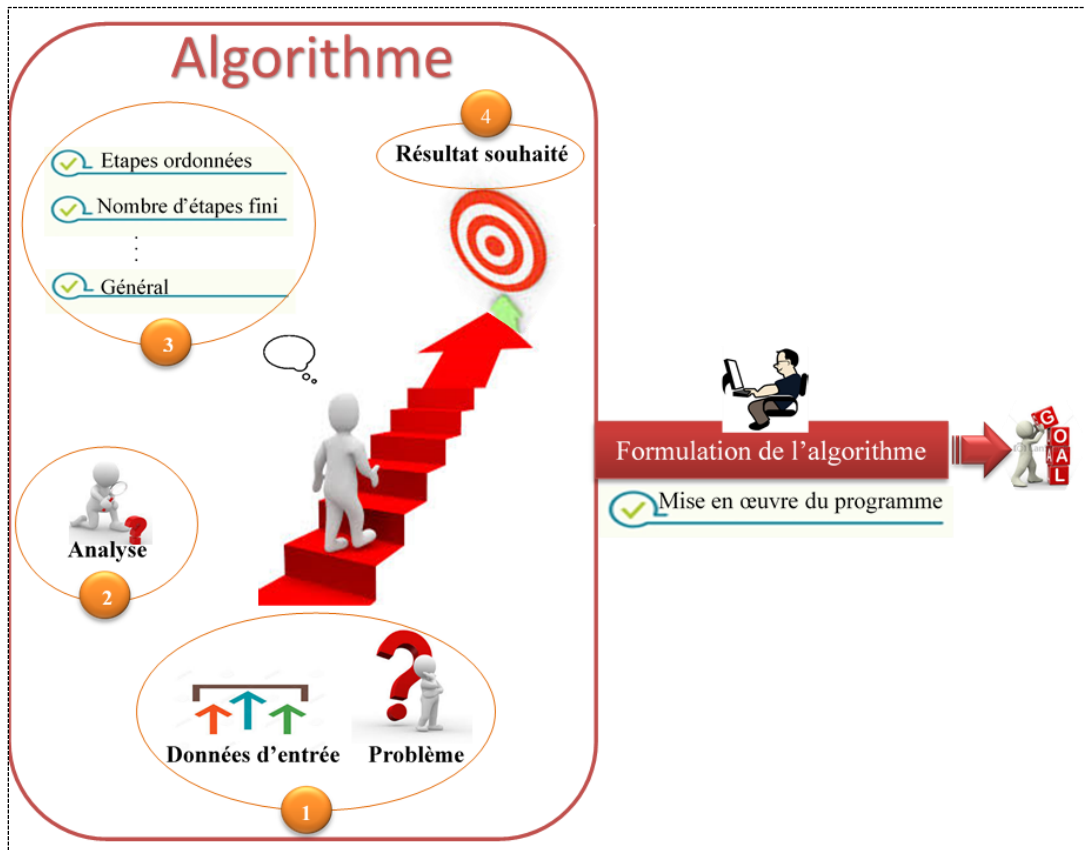 Algorithme
4
Résultat souhaité
Etapes ordonnées
Nombre d'étapes fini
Général
3
Analyse
2
Données d'entrée
Problème
1
Formulation de l'algorithme
Mise en œuvre du programme
G
O
A
L